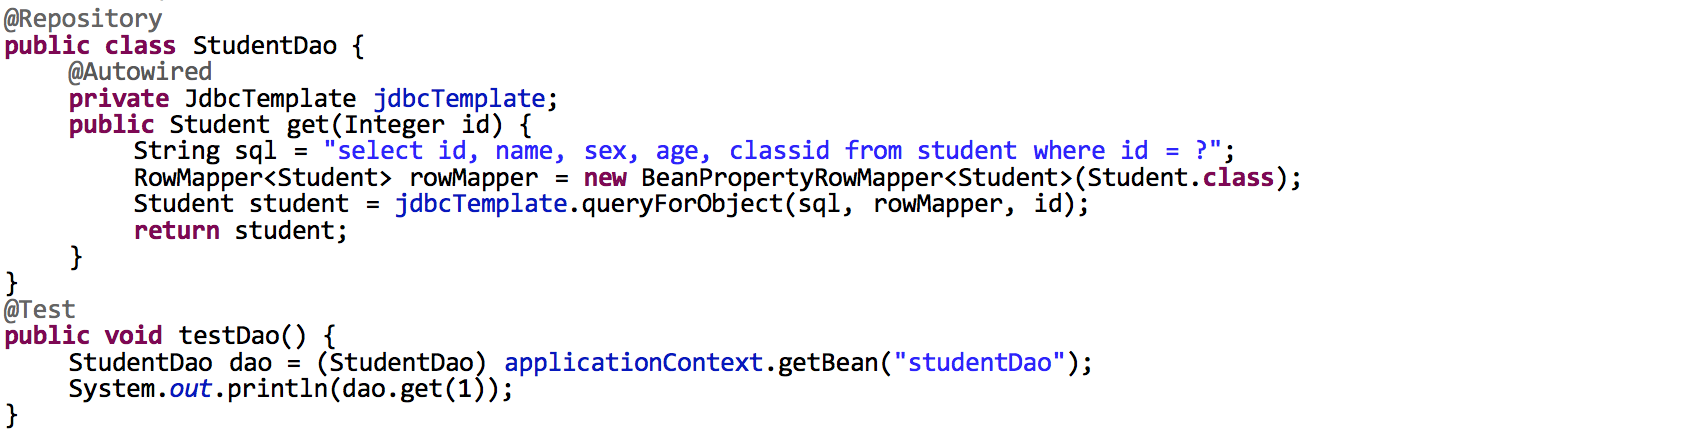 @Repository
public class StudentDao {
@Autowired
private JdbcTemplate jdbcTemplate;
public Student get(Integer id) {
String sql = "select id, name, sex, age, classid from student where id = ?";
RowMapper<Student> rowMapper = new BeanPropertyRowMapper<Student>(Student.class);
Student student = jdbcTemplate.queryForObject(sql, rowMapper, id);
return student;
}
}
@Test
public void testDao() {
StudentDao dao = (StudentDao) applicationContext.getBean("studentDao");
System.out.println(dao.get(1));
}